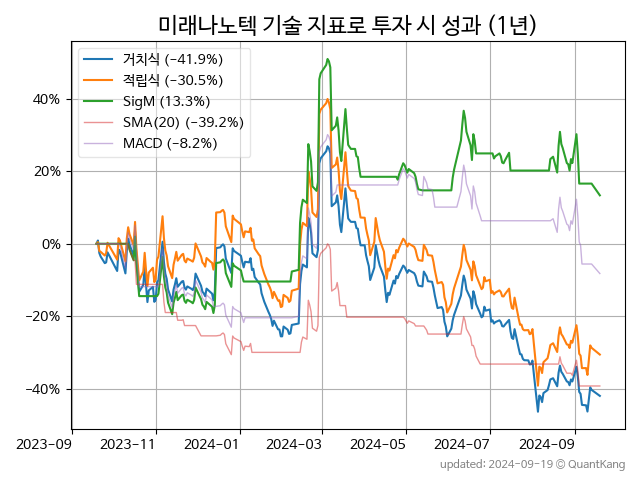 미래나노텍 기술 지표로 투자 시 성과 (1년)
거치식 (−41.9%)
적립식 (−30.5%)
SigM (13.3%)
SMA(20) (−39.2%)
MACD (−8.2%)
40%
20%
0%
−20%
−40%
2023-09 2023-11 2024-01 2024-03 2024-05 2024-07 2024-09
updated: 2024-09-19 © QuantKang